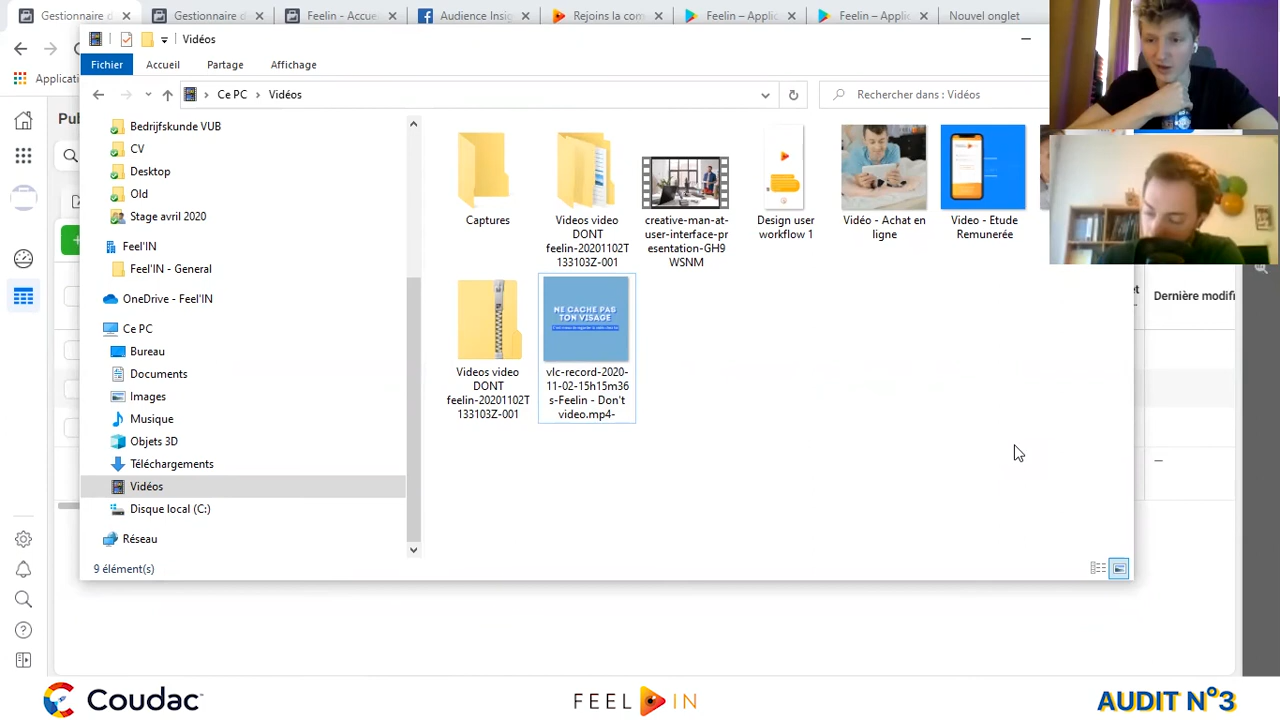 Gestionnaire d
Gestionnaire d
Feelin - Accue
Audience Insig
Rejoins la com
Feelin – Applic
Feelin – Applic
Nouvel onglet
Vidéos
Fichier
Accueil
Partage
Affichage
Applicati
Ce PC
Vidéos
Rechercher dans : Vidéos
Pu
Bedrijfskunde VUB
CV
Desktop
Old
Stage avril 2020
Feel'IN
Feel'IN - General
OneDrive - Feel'IN
Ce PC
Bureau
Documents
Images
Musique
Objets 3D
Téléchargements
Vidéos
Disque local (C:)
Réseau
Captures
Videos video
DONT
feelin-20201102T
133103Z-001
creative-man-at-
user-interface-pr
esentation-GH9
WSNM
Design user
workflow 1
Vidéo - Achat en
ligne
Video - Etude
Remunerée
Videos video
DONT
feelin-20201102T
133103Z-001
NE CACHE PAS
TON VISAGE
vlc-record-2020-
11-02-15h15m36
s-Feelin - Don't
video.mp4-
et
Dernière modifi
—
9 élément(s)
Coudac
FEEL IN
AUDIT N°3